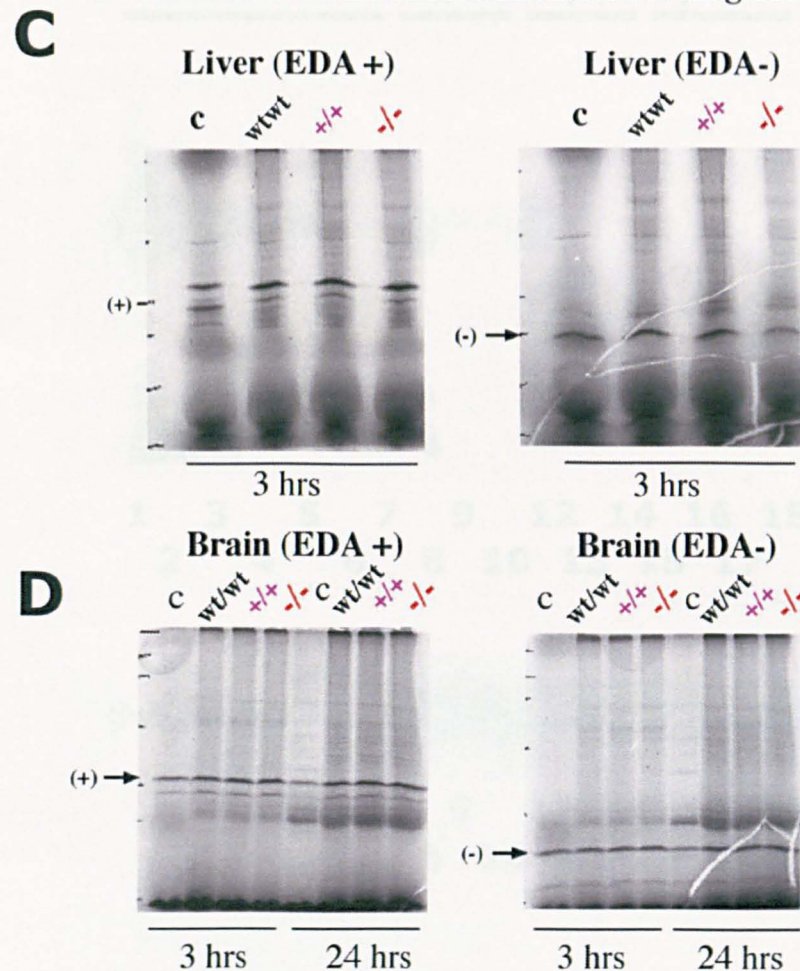 C
Liver (EDA +)
c wtwt +/+ -/-
(+)
3 hrs
Liver (EDA-)
c wtwt +/+ -/-
(-)
3 hrs
D
Brain (EDA +)
C wt/wt +/+ -/- C wt/wt +/+ -/-
(+)
3 hrs 24 hrs
Brain (EDA-)
C wt/wt +/+ -/- C wt/wt +/+ -/-
(-)
3 hrs 24 hrs